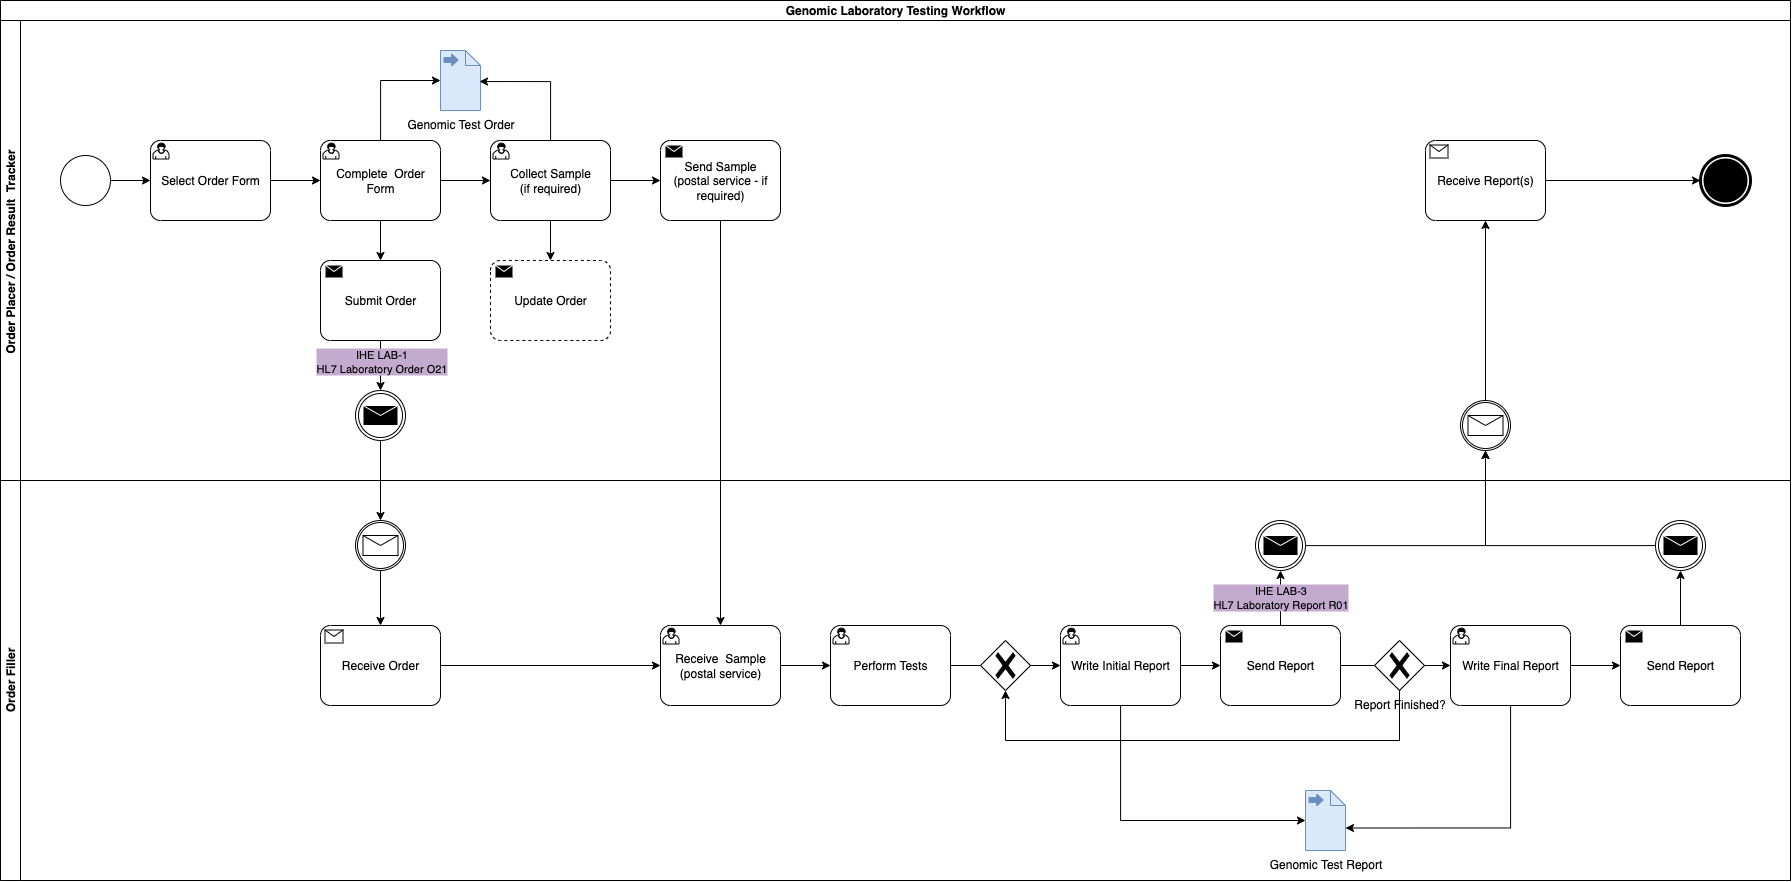 Genomic Laboratory Testing Workflow
Order Placer / Order Result Tracker
Genomic Test Order
Select Order Form
Complete Order
Form
Collect Sample
(if required)
Send Sample
(postal service - if
required)
Receive Report(s)
Submit Order
Update Order
IHE LAB-1
HL7 Laboratory Order O21
Order Filler
IHE LAB-3
HL7 Laboratory Report R01
Receive Order
Receive Sample
(postal service)
Perform Tests
Write Initial Report
Send Report
Report Finished?
Write Final Report
Send Report
Genomic Test Report